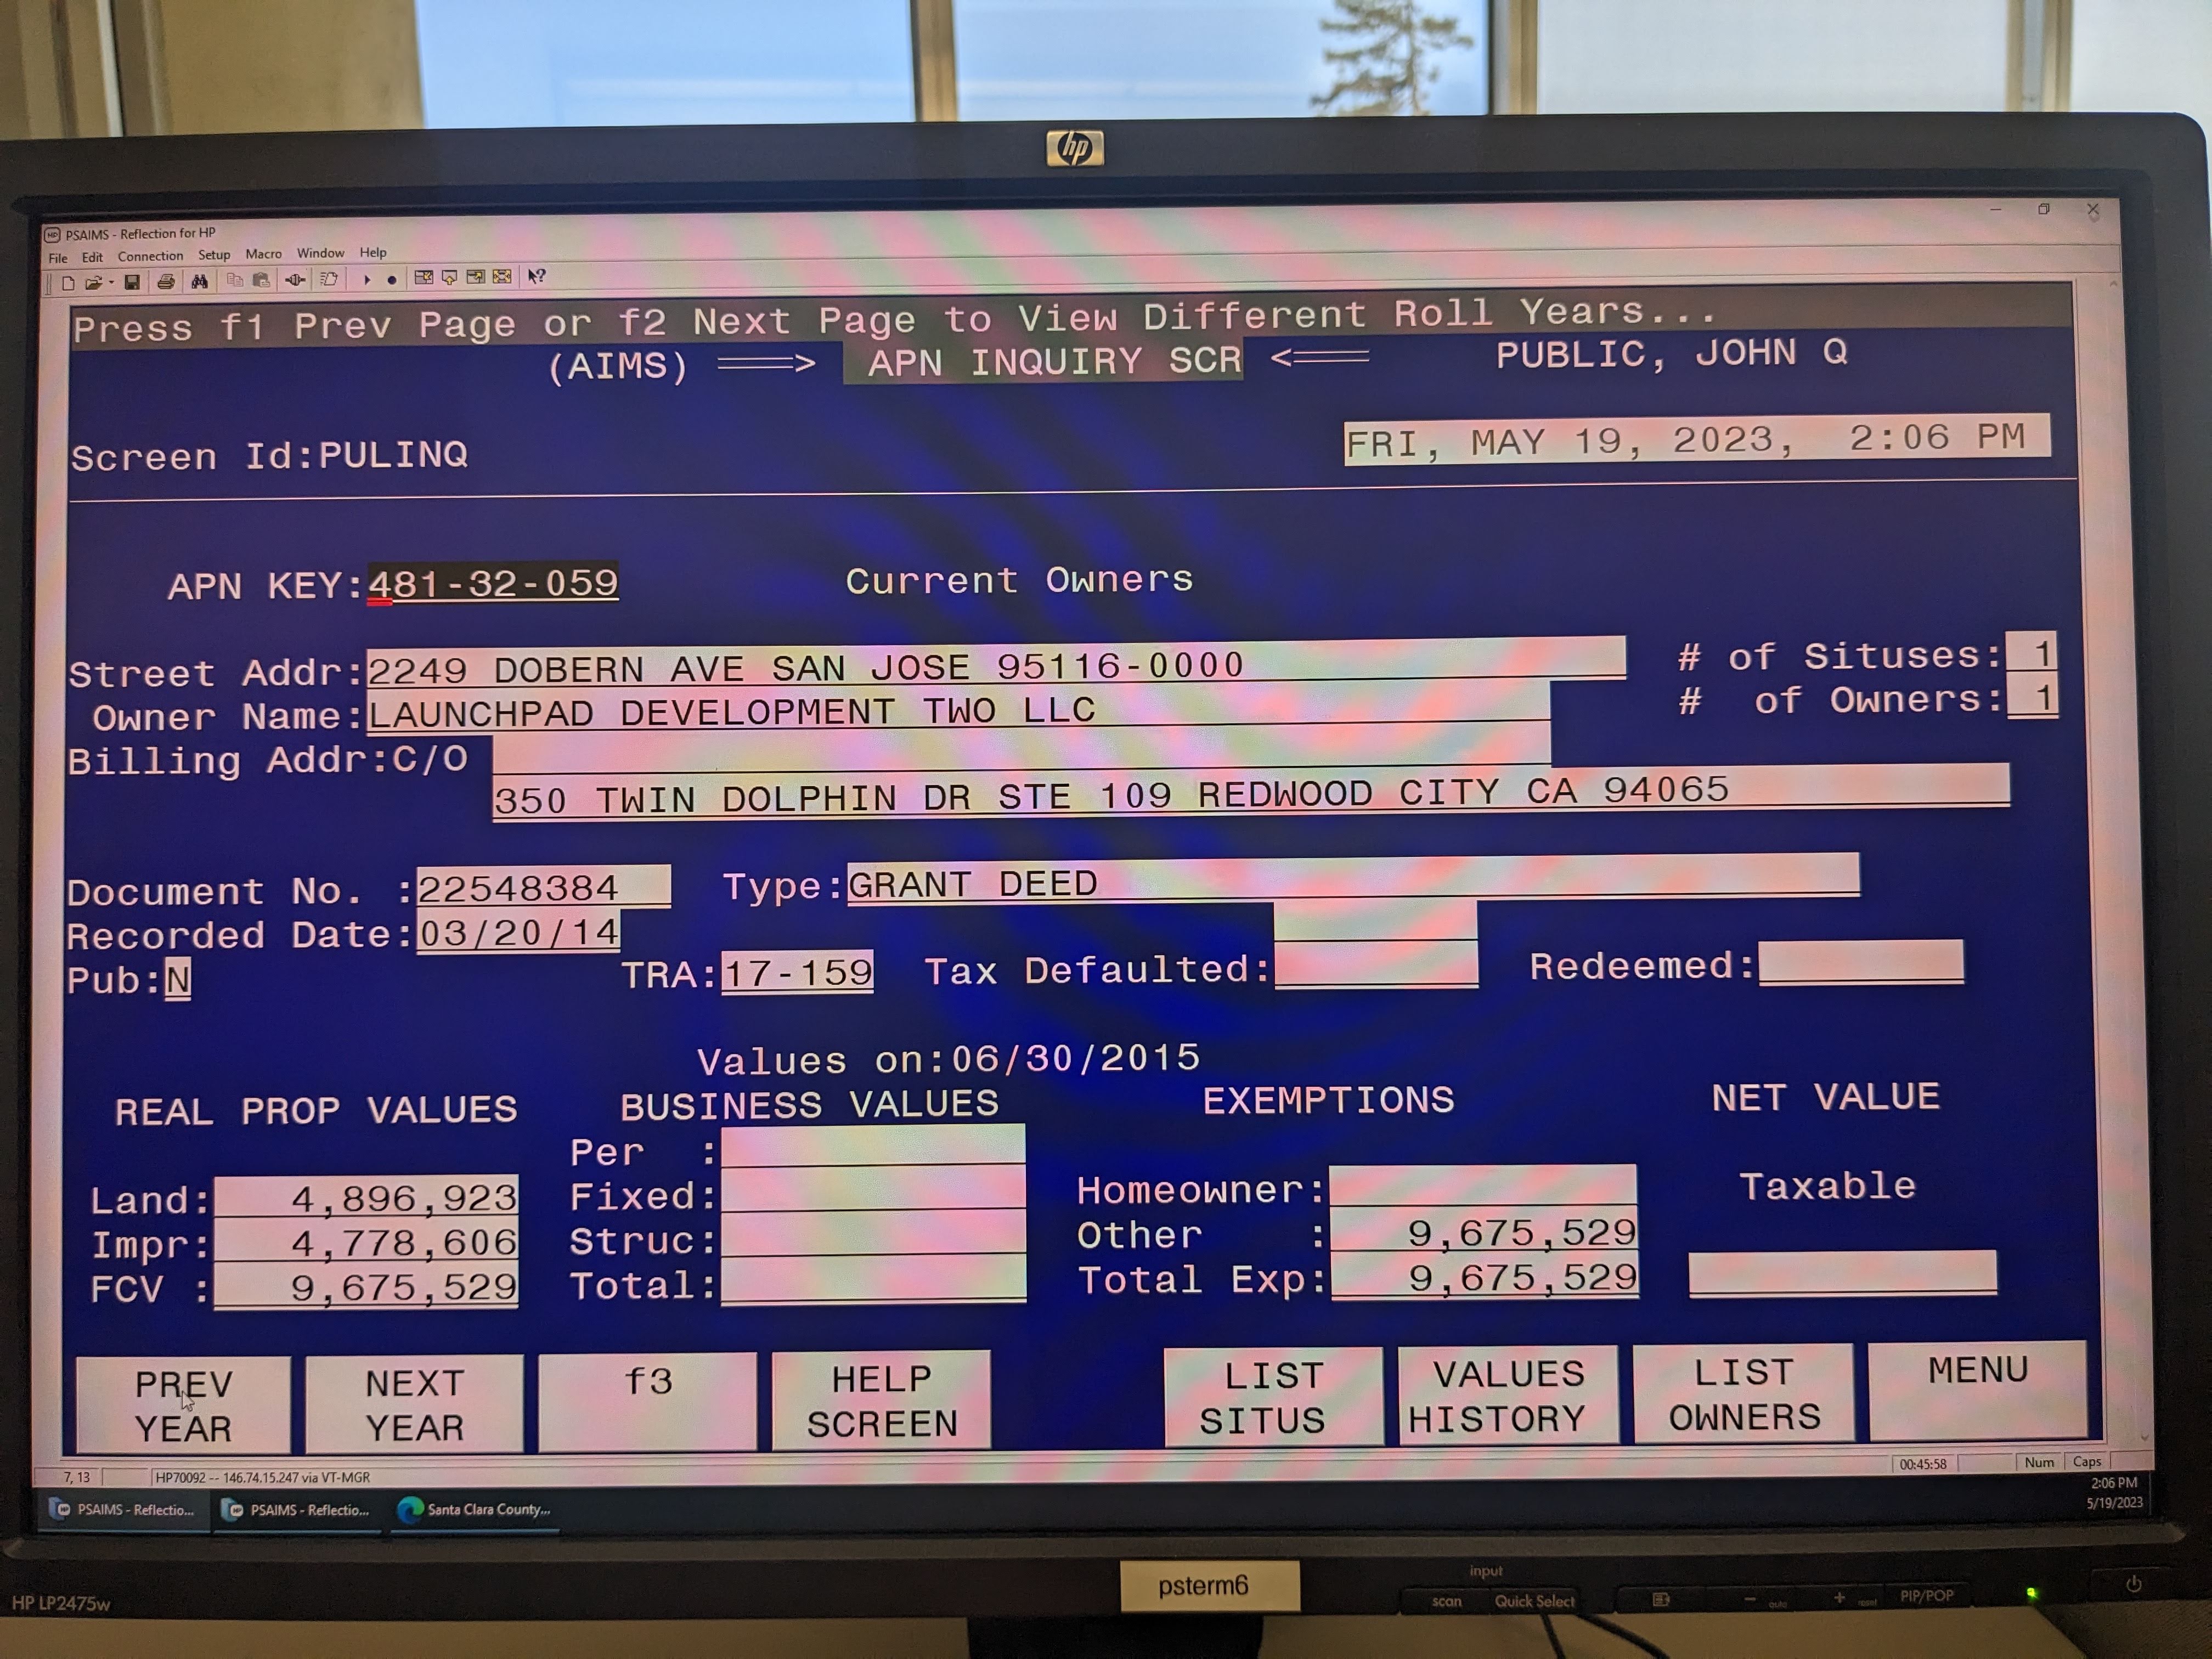 hp
PSAIMS - Reflection for HP
File Edit Connection Setup Macro Window Help
Press f1 Prev Page or f2 Next Page to View Different Roll Years...
(AIMS) ===> APN INQUIRY SCR <=== PUBLIC, JOHN Q
Screen Id:PULINQ FRI, MAY 19, 2023, 2:06 PM
APN KEY:481-32-059 Current Owners
Street Addr:2249 DOBERN AVE SAN JOSE 95116-0000 # of Situses: 1
Owner Name:LAUNCHPAD DEVELOPMENT TWO LLC # of Owners: 1
Billing Addr:C/O
350 TWIN DOLPHIN DR STE 109 REDWOOD CITY CA 94065
Document No. :22548384 Type:GRANT DEED
Recorded Date:03/20/14
Pub:N TRA:17-159 Tax Defaulted: Redeemed:
Values on:06/30/2015
REAL PROP VALUES BUSINESS VALUES EXEMPTIONS NET VALUE
Per :
Land: 4,896,923 Fixed: Homeowner: Taxable
Impr: 4,778,606 Struc: Other : 9,675,529
FCV : 9,675,529 Total: Total Exp: 9,675,529
PREV YEAR
NEXT YEAR
f3
HELP SCREEN
LIST SITUS
VALUES HISTORY
LIST OWNERS
MENU
7, 13 HP70092 -- 146.74.15.247 via VT-MGR 00:45:58 Num Caps
PSAIMS - Reflectio... PSAIMS - Reflectio... Santa Clara County... 2:06 PM
5/19/2023
HP LP2475w
psterm6
input
scan Quick Select
- auto + reset PIP/POP